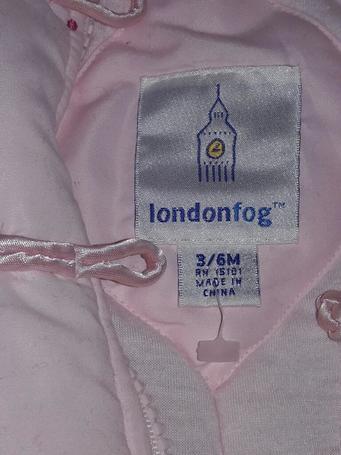 londonfog™
3/6M
RN 15101
MADE IN
CHINA